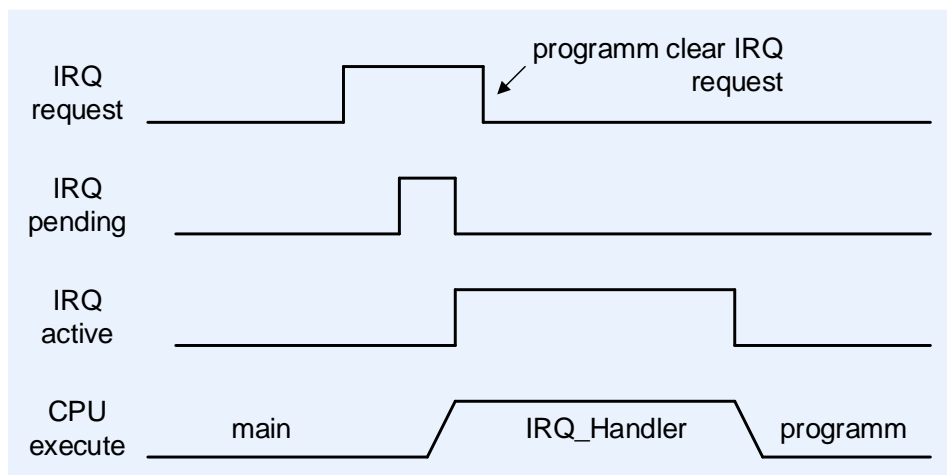 programm clear IRQ
request
IRQ
request
IRQ
pending
IRQ
active
CPU
execute
main
IRQ_Handler
programm